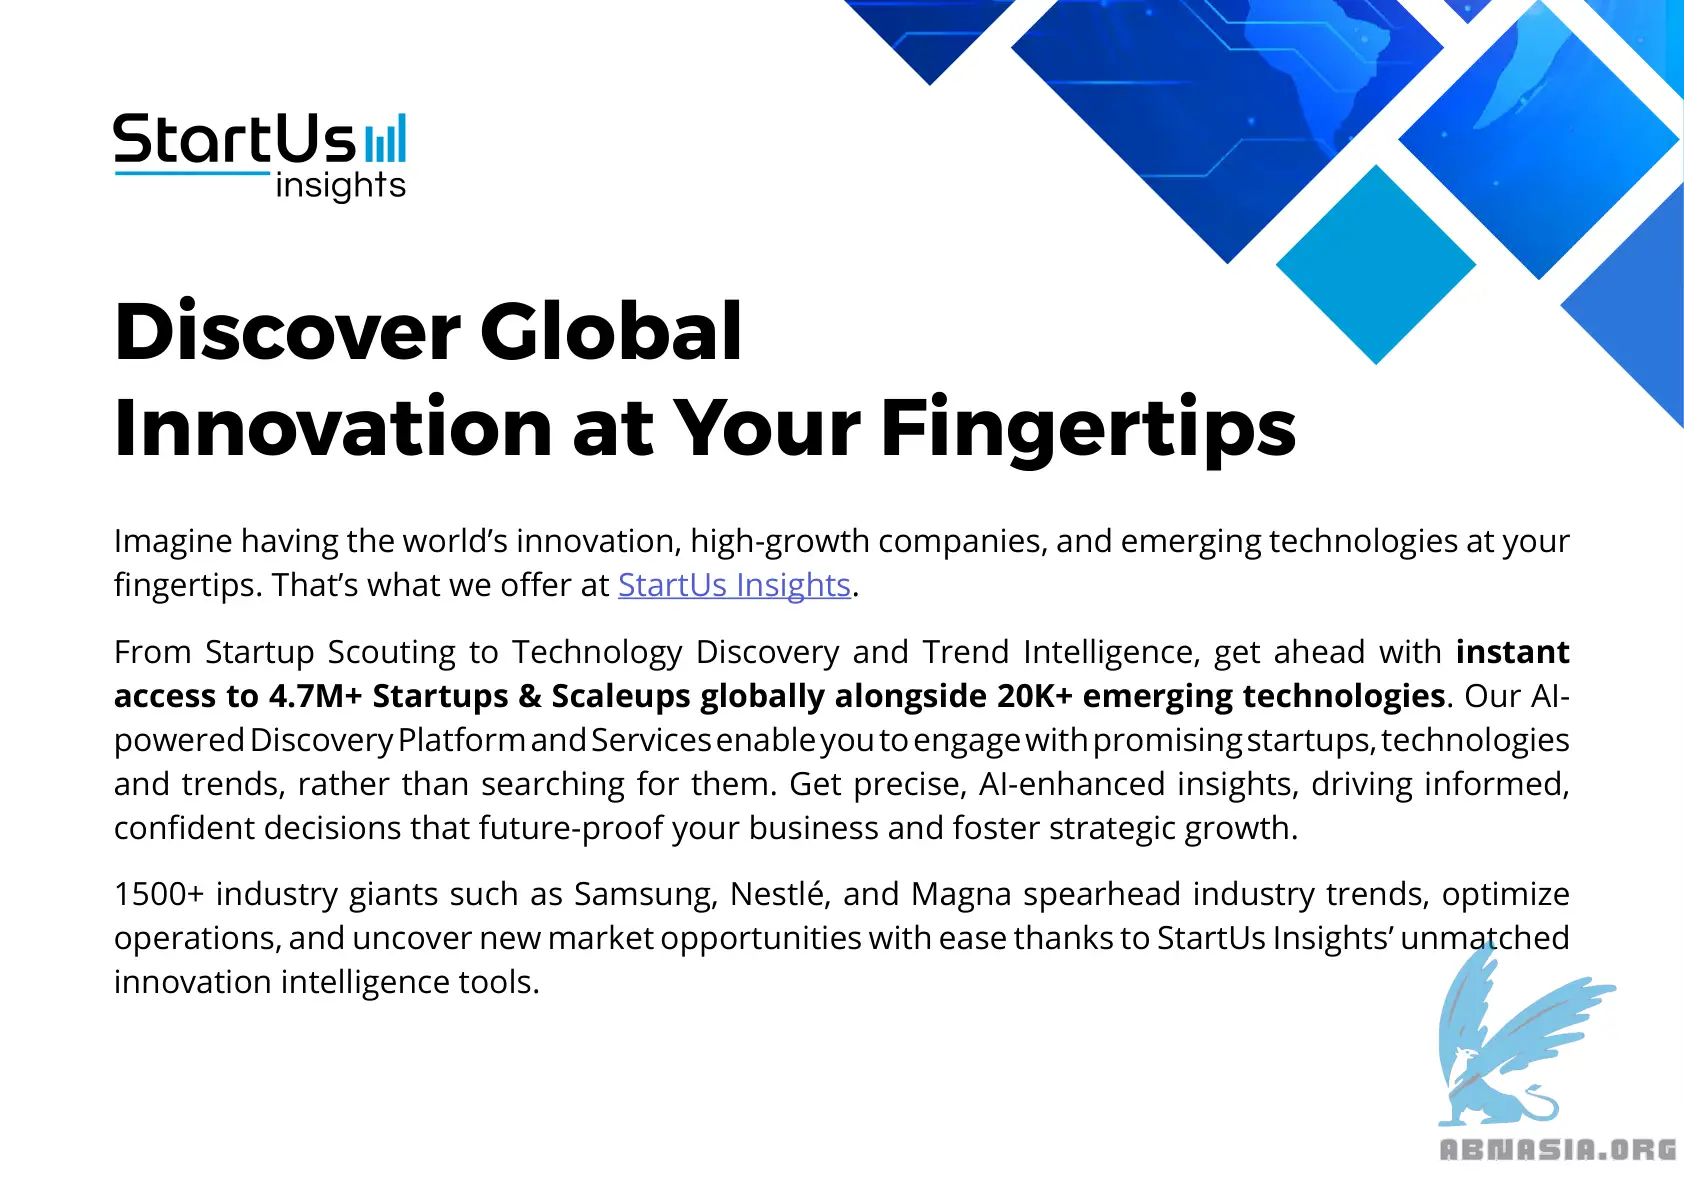 StartUs
insights
Discover Global
Innovation at Your Fingertips
Imagine having the world’s innovation, high-growth companies, and emerging technologies at your
fingertips. That’s what we offer at StartUs Insights.
From Startup Scouting to Technology Discovery and Trend Intelligence, get ahead with instant
access to 4.7M+ Startups & Scaleups globally alongside 20K+ emerging technologies. Our AI-
powered Discovery Platform and Services enable you to engage with promising startups, technologies
and trends, rather than searching for them. Get precise, AI-enhanced insights, driving informed,
confident decisions that future-proof your business and foster strategic growth.
1500+ industry giants such as Samsung, Nestlé, and Magna spearhead industry trends, optimize
operations, and uncover new market opportunities with ease thanks to StartUs Insights’ unmatched
innovation intelligence tools.
ABNASIA.ORG